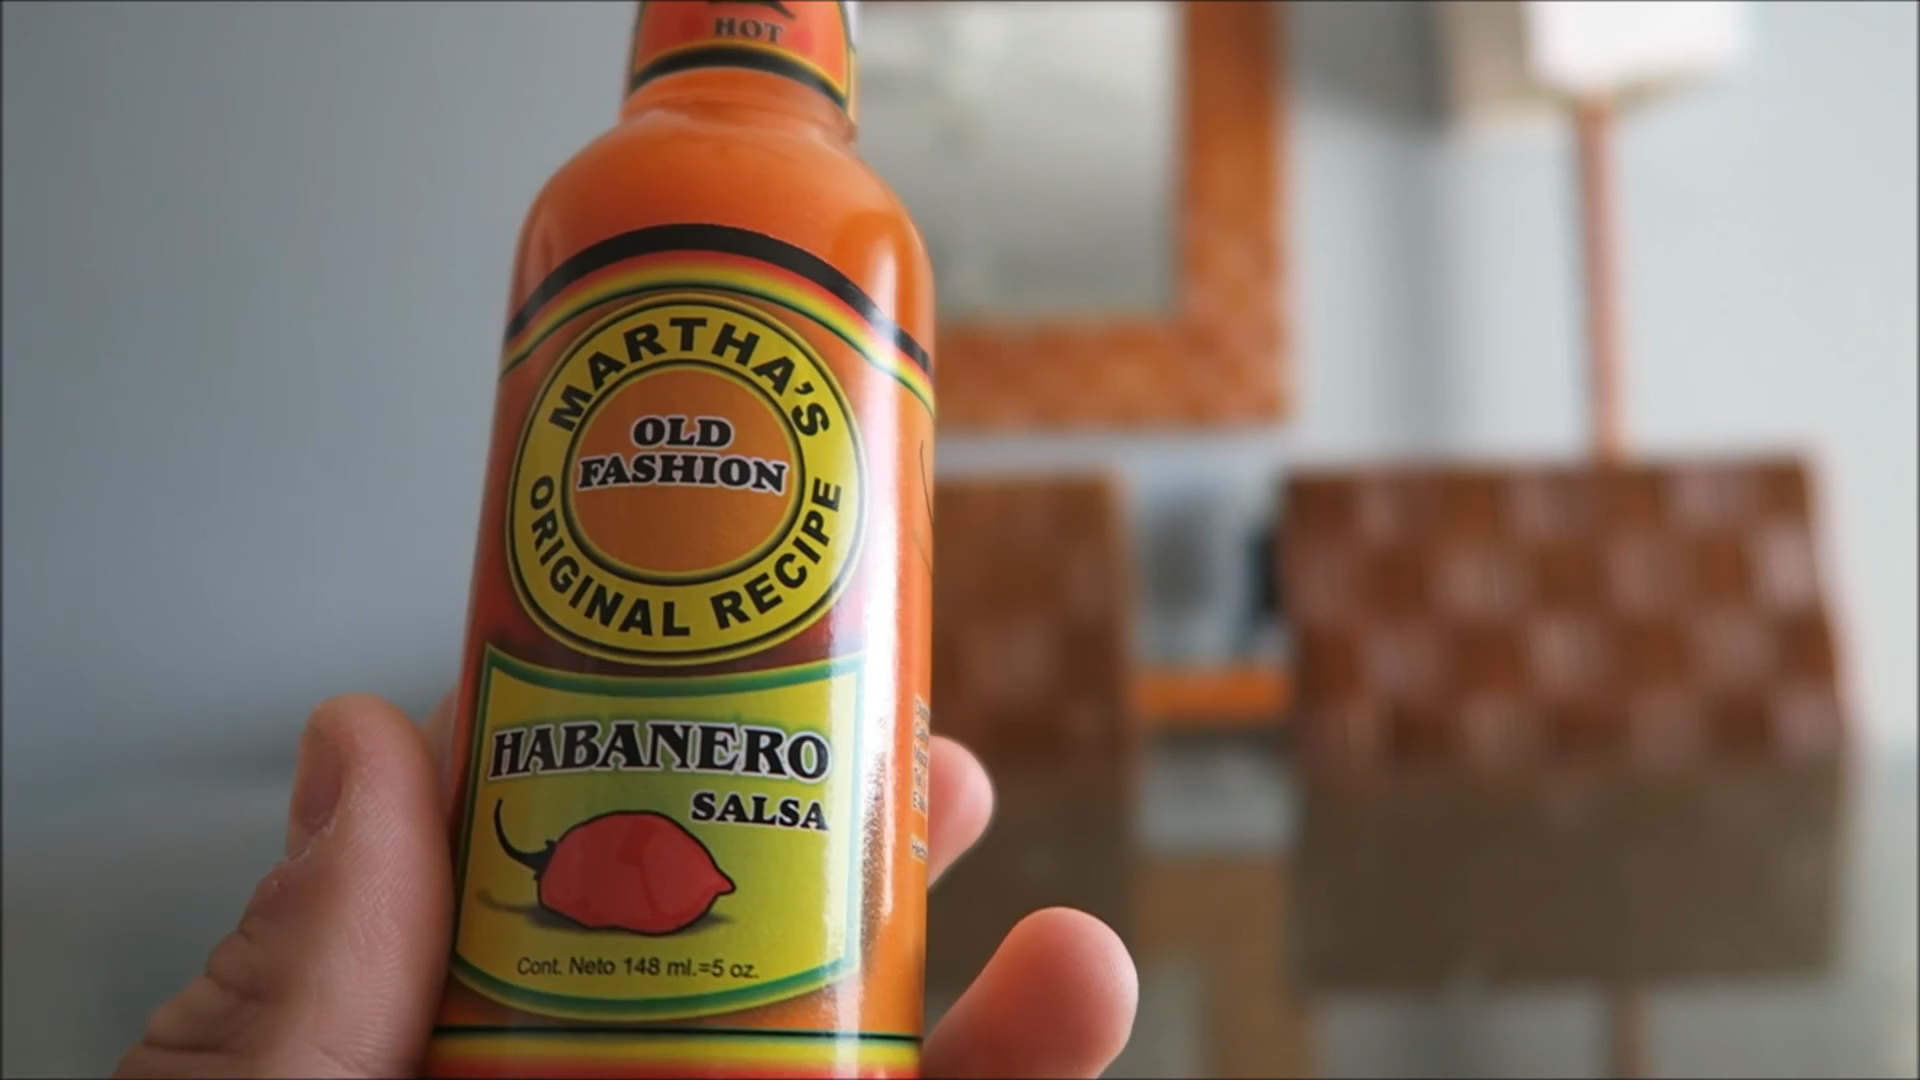 HOT
MARTHA'S
OLD
FASHION
ORIGINAL RECIPE
HABANERO
SALSA
Cont. Neto 148 ml.=5 oz.